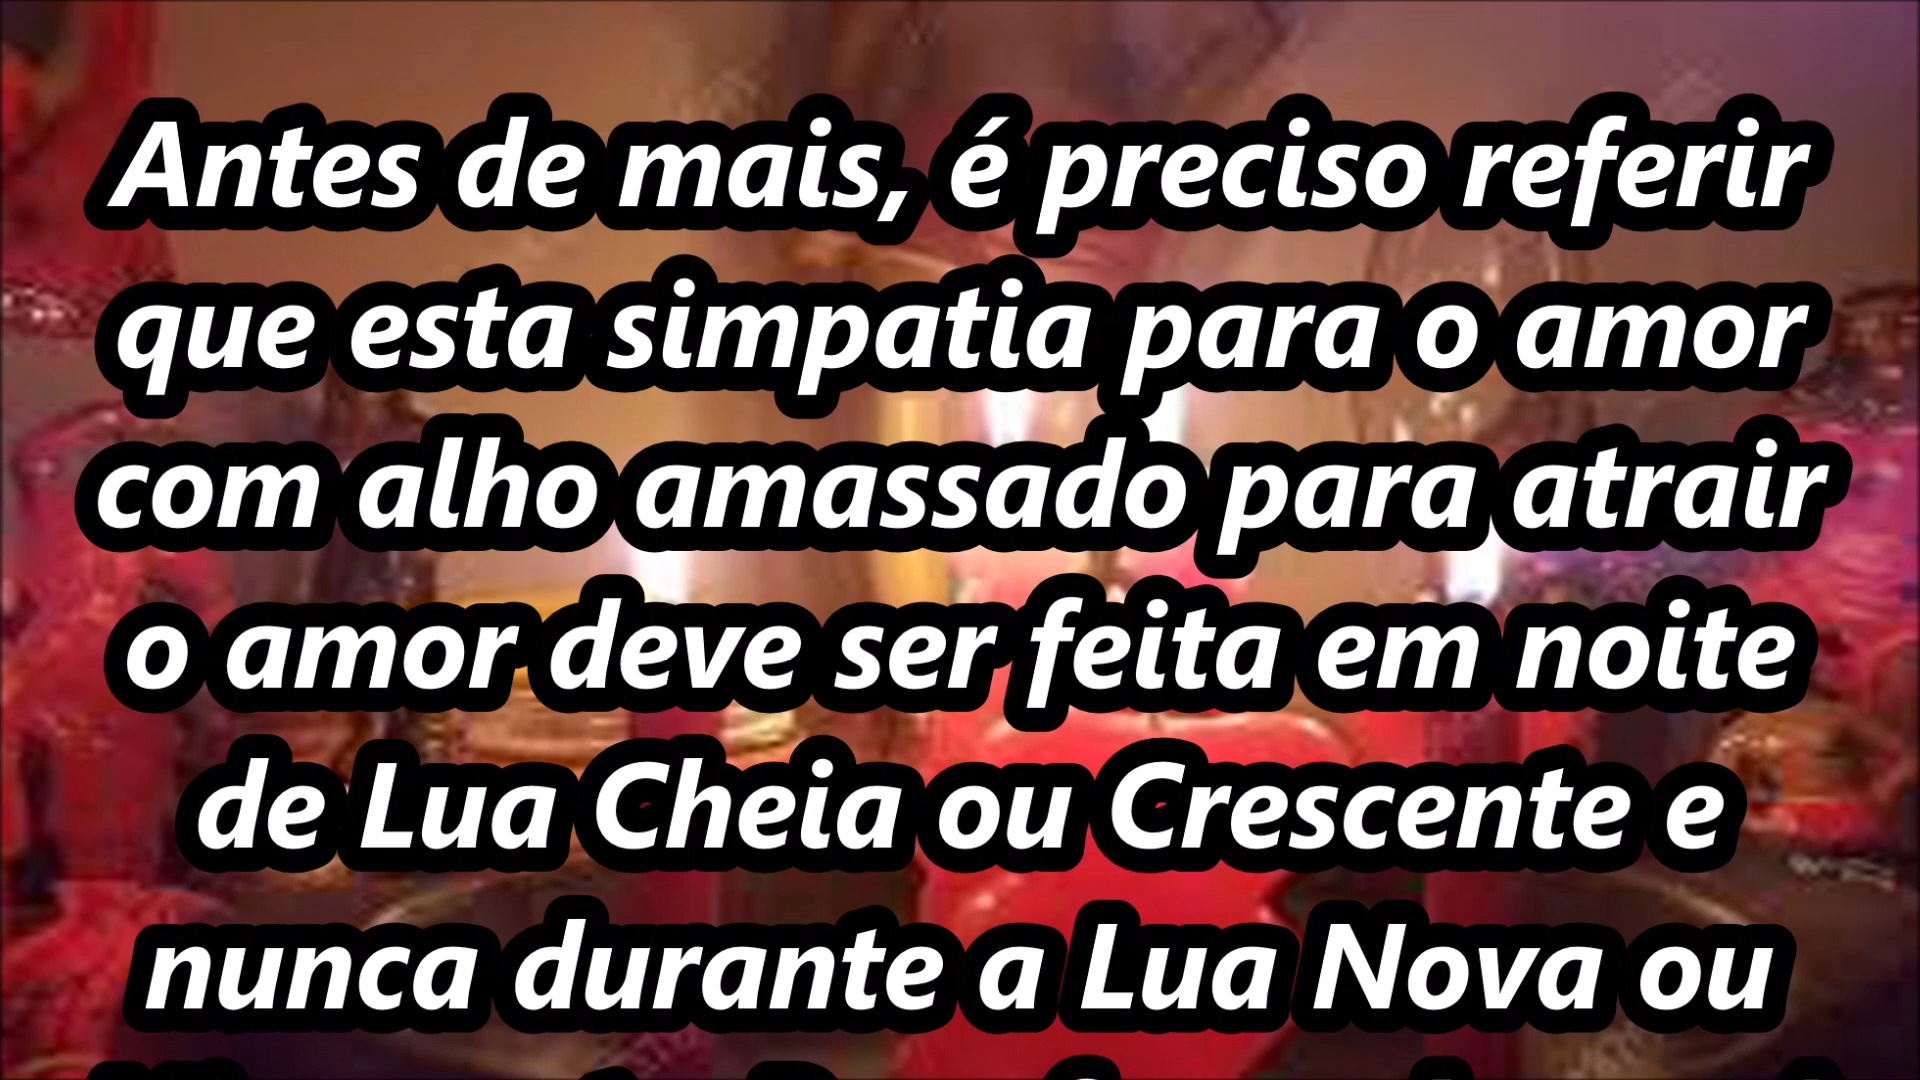 Antes de mais, é preciso referir
que esta simpatia para o amor
com alho amassado para atrair
o amor deve ser feita em noite
de Lua Cheia ou Crescente e
nunca durante a Lua Nova ou